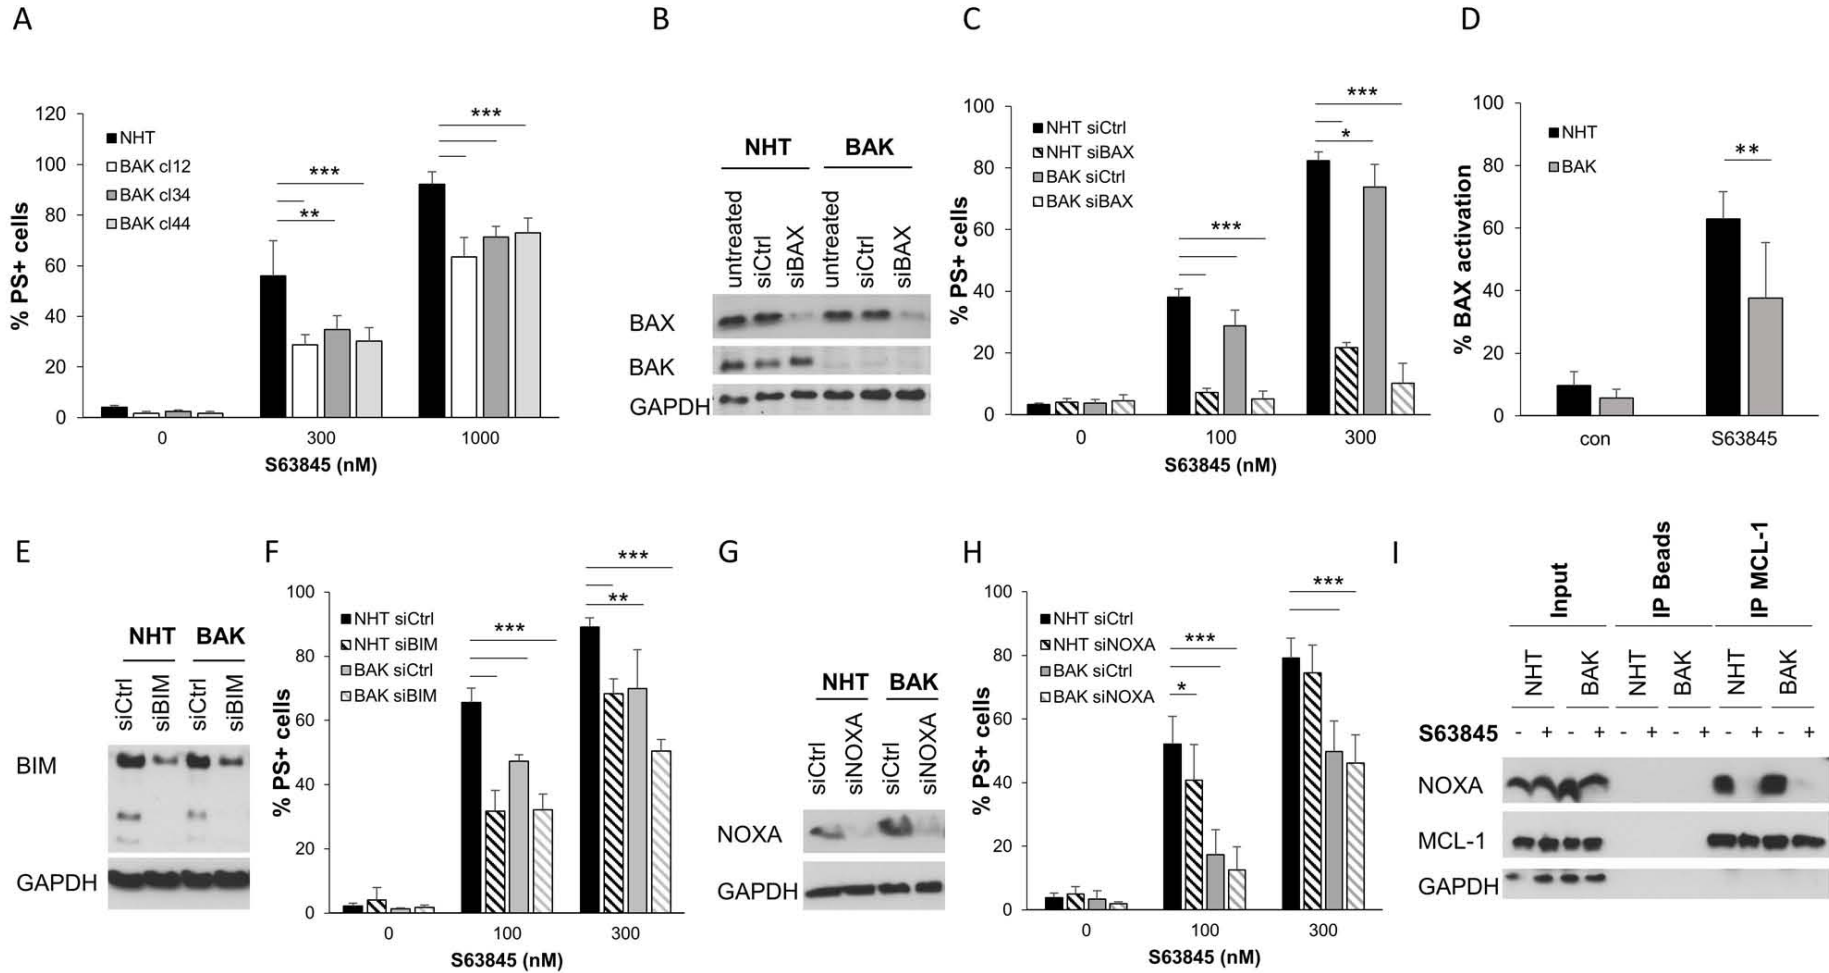 A
120
100
80
60
40
20
0
% PS+ cells
NHT
BAK cl12
BAK cl34
BAK cl44
***
**
***
0 300 1000
S63845 (nM)
B
NHT BAK
untreated siCtrl siBAX untreated siCtrl siBAX
BAX
BAK
GAPDH
C
100
80
60
40
20
0
% PS+ cells
NHT siCtrl
NHT siBAX
BAK siCtrl
BAK siBAX
***
***
*
0 100 300
S63845 (nM)
D
100
80
60
40
20
0
% BAX activation
NHT
BAK
**
con S63845
E
NHT BAK
siCtrl siBIM siCtrl siBIM
BIM
GAPDH
F
100
80
60
40
20
0
% PS+ cells
NHT siCtrl
NHT siBIM
BAK siCtrl
BAK siBIM
***
***
**
0 100 300
S63845 (nM)
G
NHT BAK
siCtrl siNOXA siCtrl siNOXA
NOXA
GAPDH
H
100
80
60
40
20
0
% PS+ cells
NHT siCtrl
NHT siNOXA
BAK siCtrl
BAK siNOXA
***
*
***
0 100 300
S63845 (nM)
I
Input IP Beads IP MCL-1
NHT BAK NHT BAK NHT BAK
S63845 - + - + - + - + - + - +
NOXA
MCL-1
GAPDH